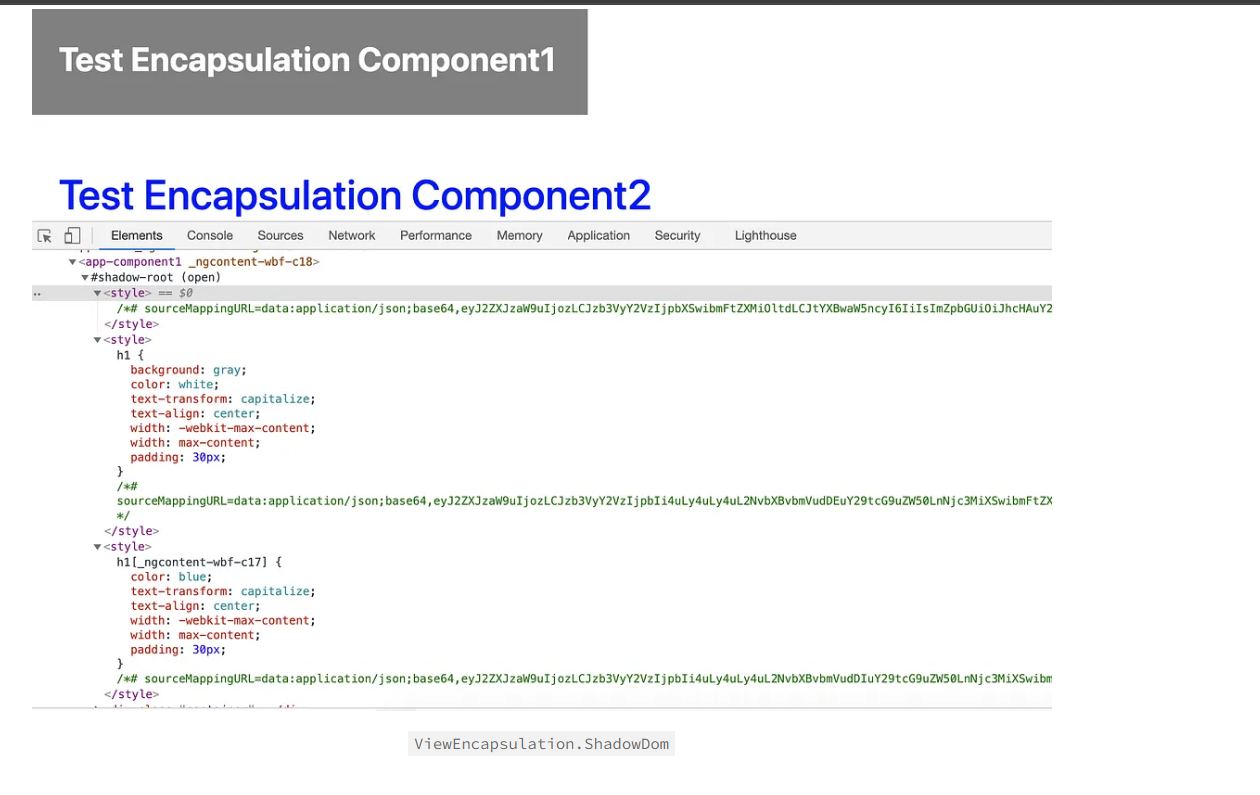 Test Encapsulation Component1
Test Encapsulation Component2
Elements Console Sources Network Performance Memory Application Security Lighthouse
▼<app-component1 _ngcontent-wbf-c18>
▼#shadow-root (open)
▼<style> == $0
/*# sourceMappingURL=data:application/json;base64,
</style>
▼<style>
h1 {
background: gray;
color: white;
text-transform: capitalize;
text-align: center;
width: -webkit-max-content;
width: max-content;
padding: 30px;
}
/*#
sourceMappingURL=data:application/json;base64,
*/
</style>
▼<style>
h1[_ngcontent-wbf-c17] {
color: blue;
text-transform: capitalize;
text-align: center;
width: -webkit-max-content;
width: max-content;
padding: 30px;
}
/*# sourceMappingURL=data:application/json;base64,
</style>
ViewEncapsulation.ShadowDom